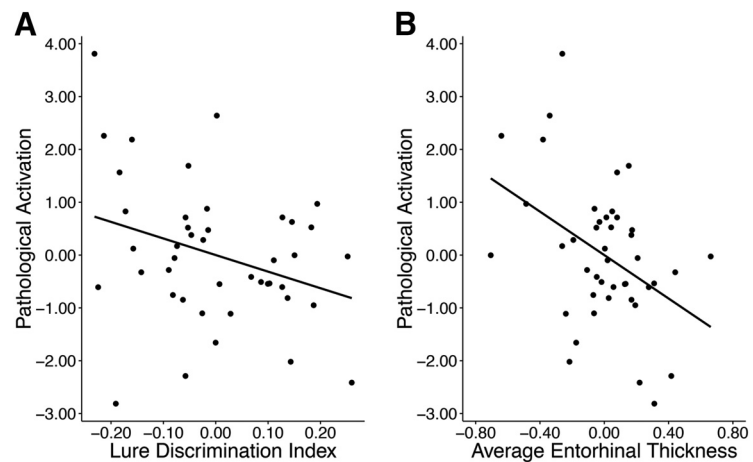 A
Pathological Activation
4.00
3.00
2.00
1.00
0.00
−1.00
−2.00
−3.00
−0.20 −0.10 0.00 0.10 0.20
Lure Discrimination Index
B
Pathological Activation
4.00
3.00
2.00
1.00
0.00
−1.00
−2.00
−3.00
−0.80 −0.40 0.00 0.40 0.80
Average Entorhinal Thickness